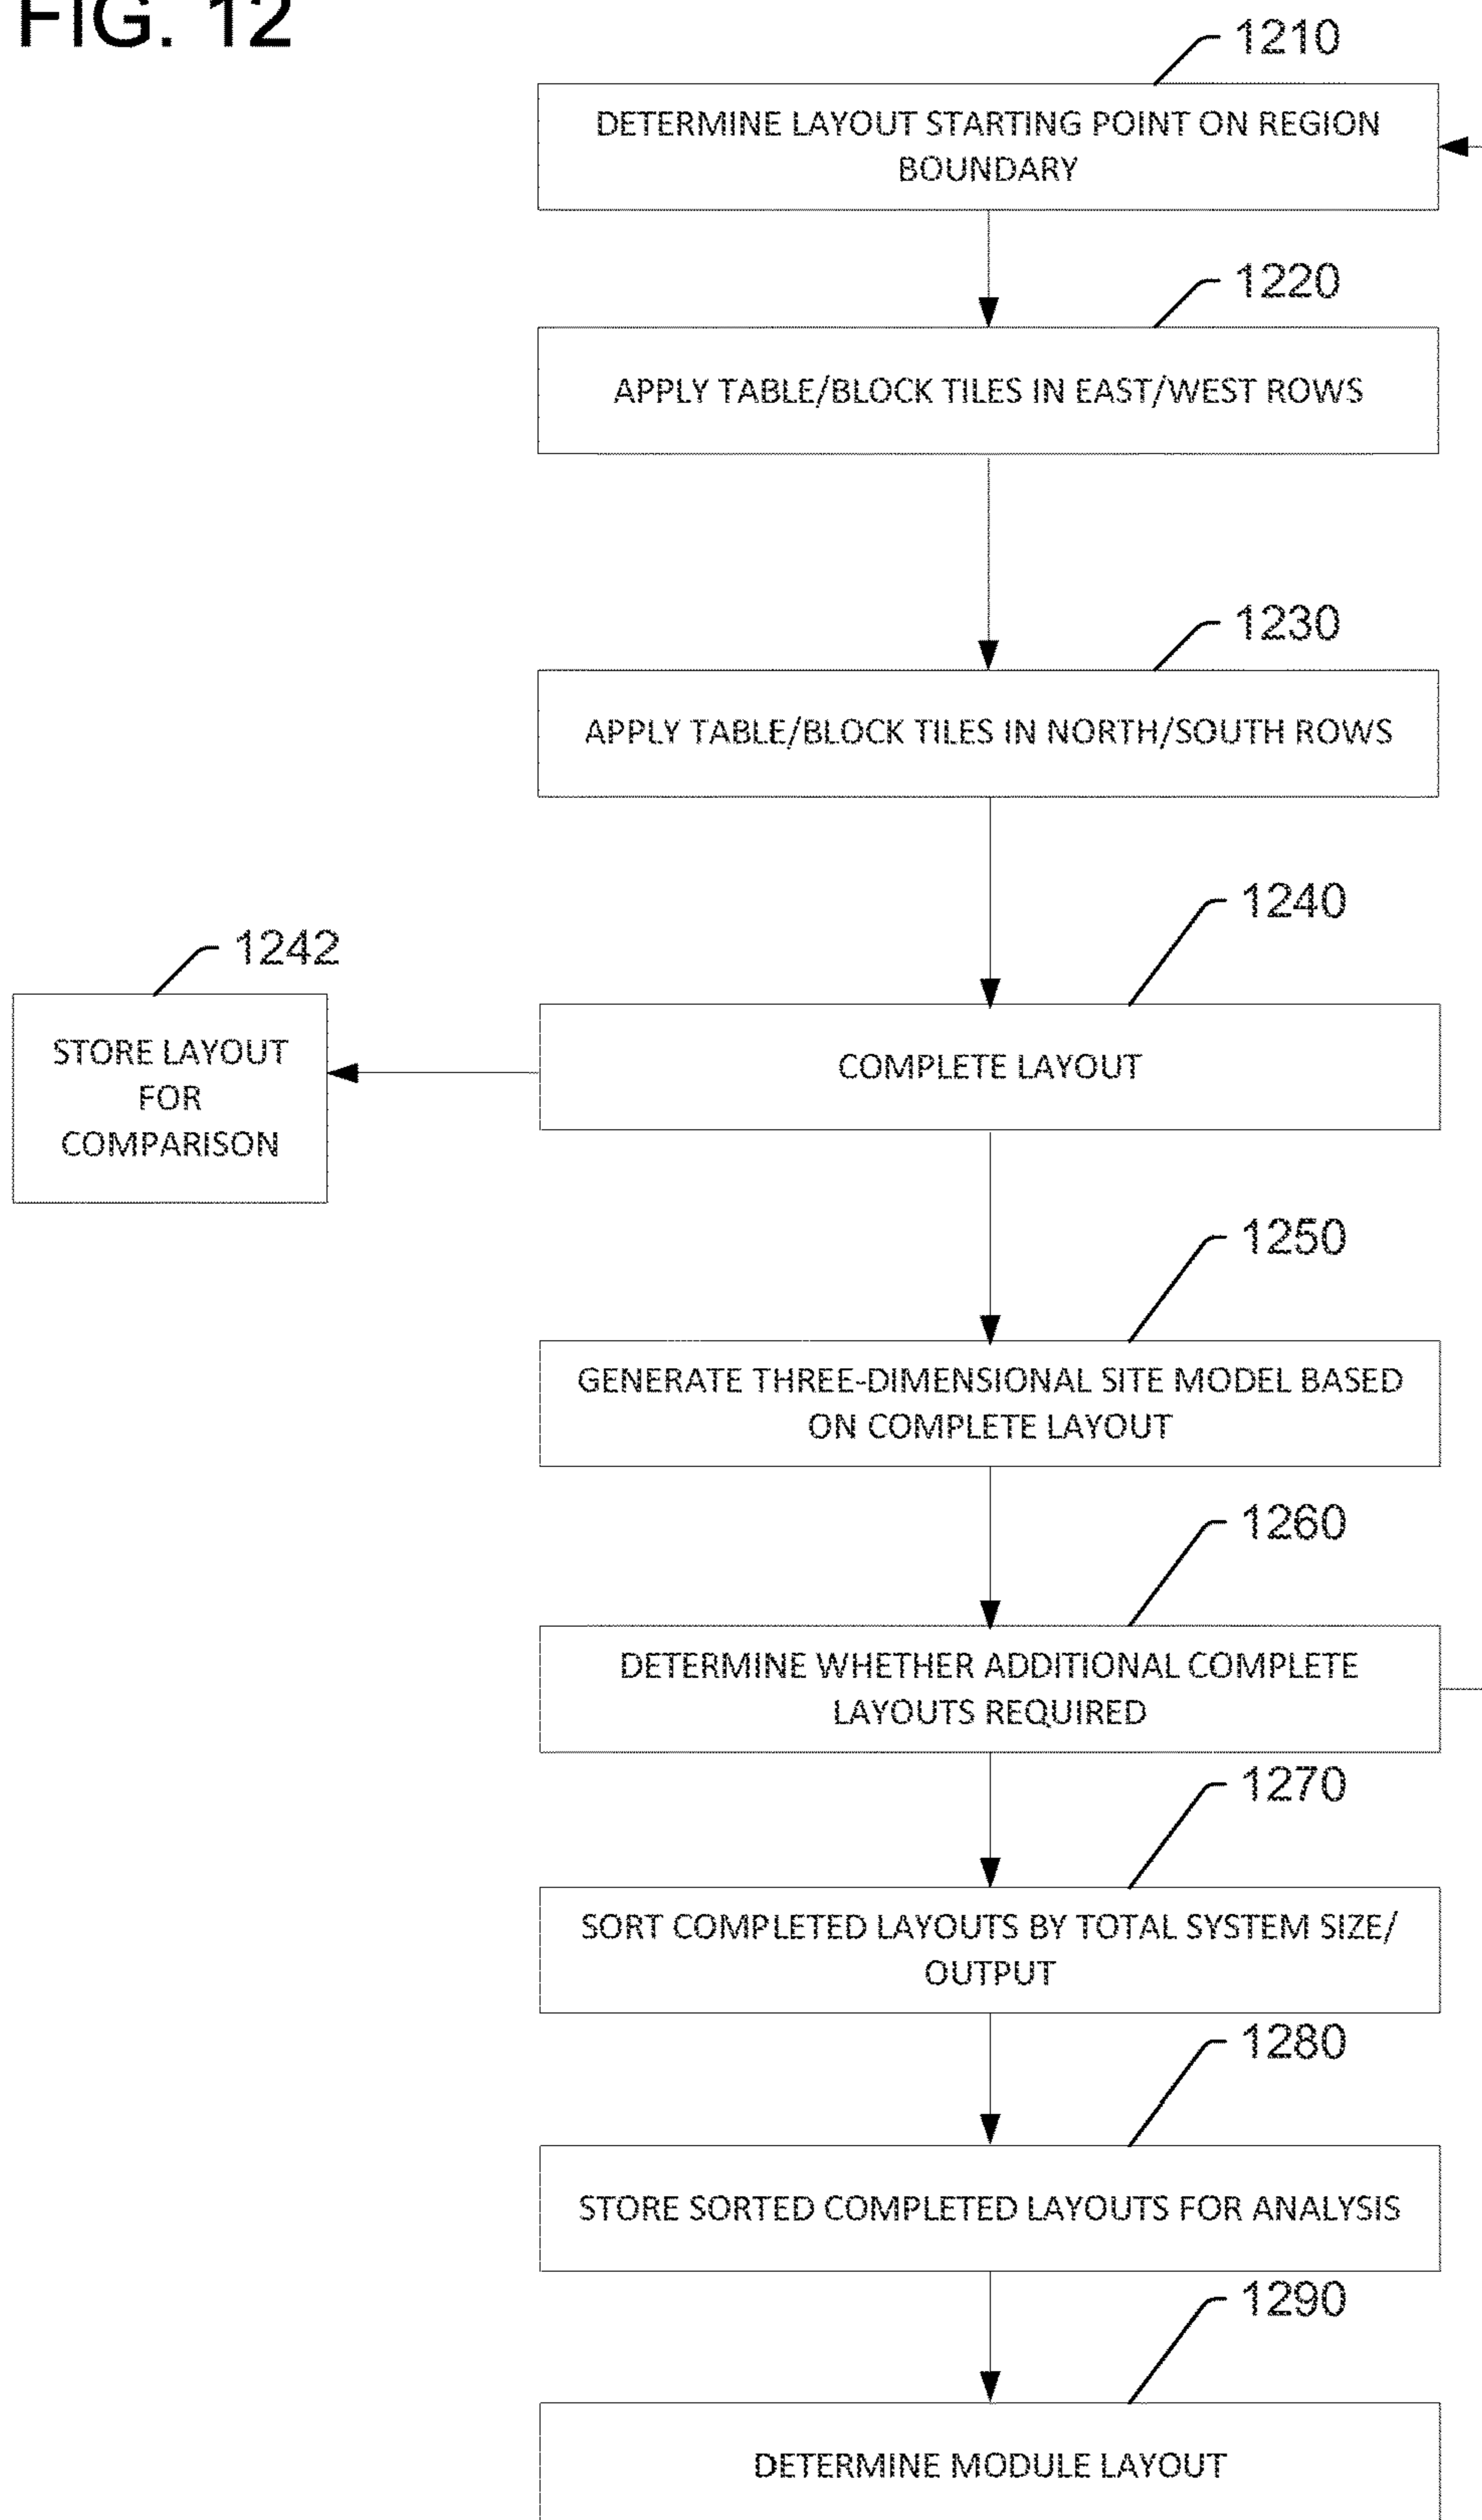 FIG. 12
1210
DETERMINE LAYOUT STARTING POINT ON REGION
BOUNDARY
1220
APPLY TABLE/BLOCK TILES IN EAST/WEST ROWS
1230
APPLY TABLE/BLOCK TILES IN NORTH/SOUTH ROWS
1240
COMPLETE LAYOUT
1242
STORE LAYOUT
FOR
COMPARISON
1250
GENERATE THREE-DIMENSIONAL SITE MODEL BASED
ON COMPLETE LAYOUT
1260
DETERMINE WHETHER ADDITIONAL COMPLETE
LAYOUTS REQUIRED
1270
SORT COMPLETED LAYOUTS BY TOTAL SYSTEM SIZE/
OUTPUT
1280
STORE SORTED COMPLETED LAYOUTS FOR ANALYSIS
1290
DETERMINE MODULE LAYOUT